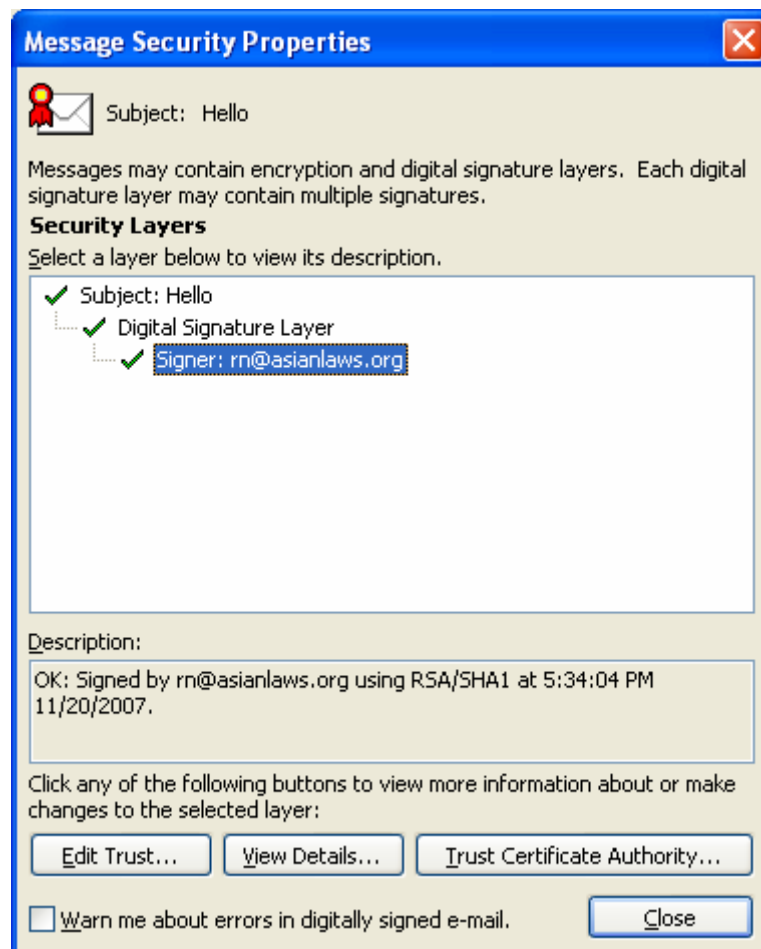 Message Security Properties
Subject: Hello
Messages may contain encryption and digital signature layers. Each digital
signature layer may contain multiple signatures.
Security Layers
Select a layer below to view its description.
Subject: Hello
Digital Signature Layer
Signer: rn@asianlaws.org
Description:
OK: Signed by rn@asianlaws.org using RSA/SHA1 at 5:34:04 PM
11/20/2007.
Click any of the following buttons to view more information about or make
changes to the selected layer:
Edit Trust... View Details... Trust Certificate Authority...
Warn me about errors in digitally signed e-mail. Close